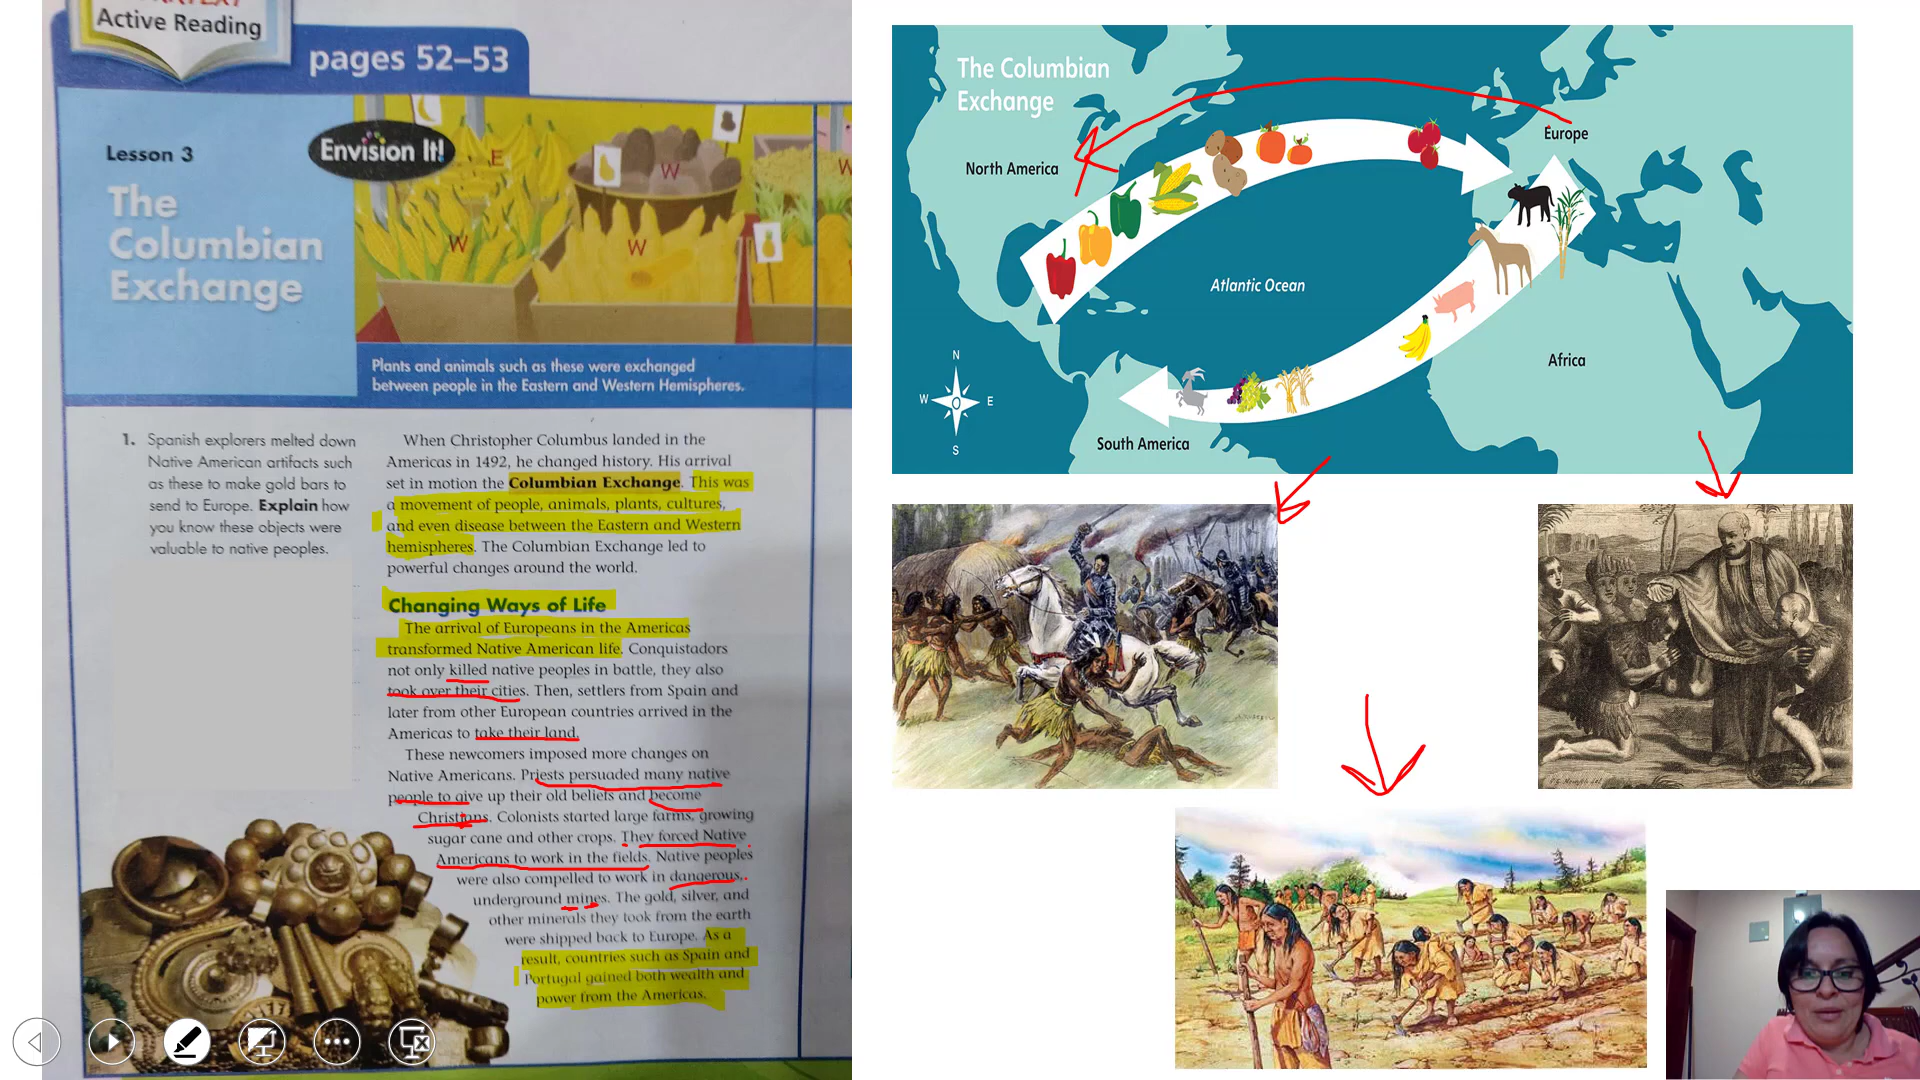 Active Reading
pages 52–53
Lesson 3
The
Columbian
Exchange
Envision It!
E
W
W
W
W
Plants and animals such as these were exchanged
between people in the Eastern and Western Hemispheres.
1. Spanish explorers melted down
Native American artifacts such
as these to make gold bars to
send to Europe. Explain how
you know these objects were
valuable to native peoples.
When Christopher Columbus landed in the
Americas in 1492, he changed history. His arrival
set in motion the Columbian Exchange. This was
a movement of people, animals, plants, cultures,
and even disease between the Eastern and Western
hemispheres. The Columbian Exchange led to
powerful changes around the world.
Changing Ways of Life
The arrival of Europeans in the Americas
transformed Native American life. Conquistadors
not only killed native peoples in battle, they also
took over their cities. Then, settlers from Spain and
later from other European countries arrived in the
Americas to take their land.
These newcomers imposed more changes on
Native Americans. Priests persuaded many native
people to give up their old beliefs and become
Christians. Colonists started large farms, growing
sugar cane and other crops. They forced Native
Americans to work in the fields. Native peoples
were also compelled to work in dangerous,
underground mines. The gold, silver, and
other minerals they took from the earth
were shipped back to Europe. As a
result, countries such as Spain and
Portugal gained both wealth and
power from the Americas.
The Columbian
Exchange
North America
Europe
Atlantic Ocean
Africa
South America
N
W
E
S